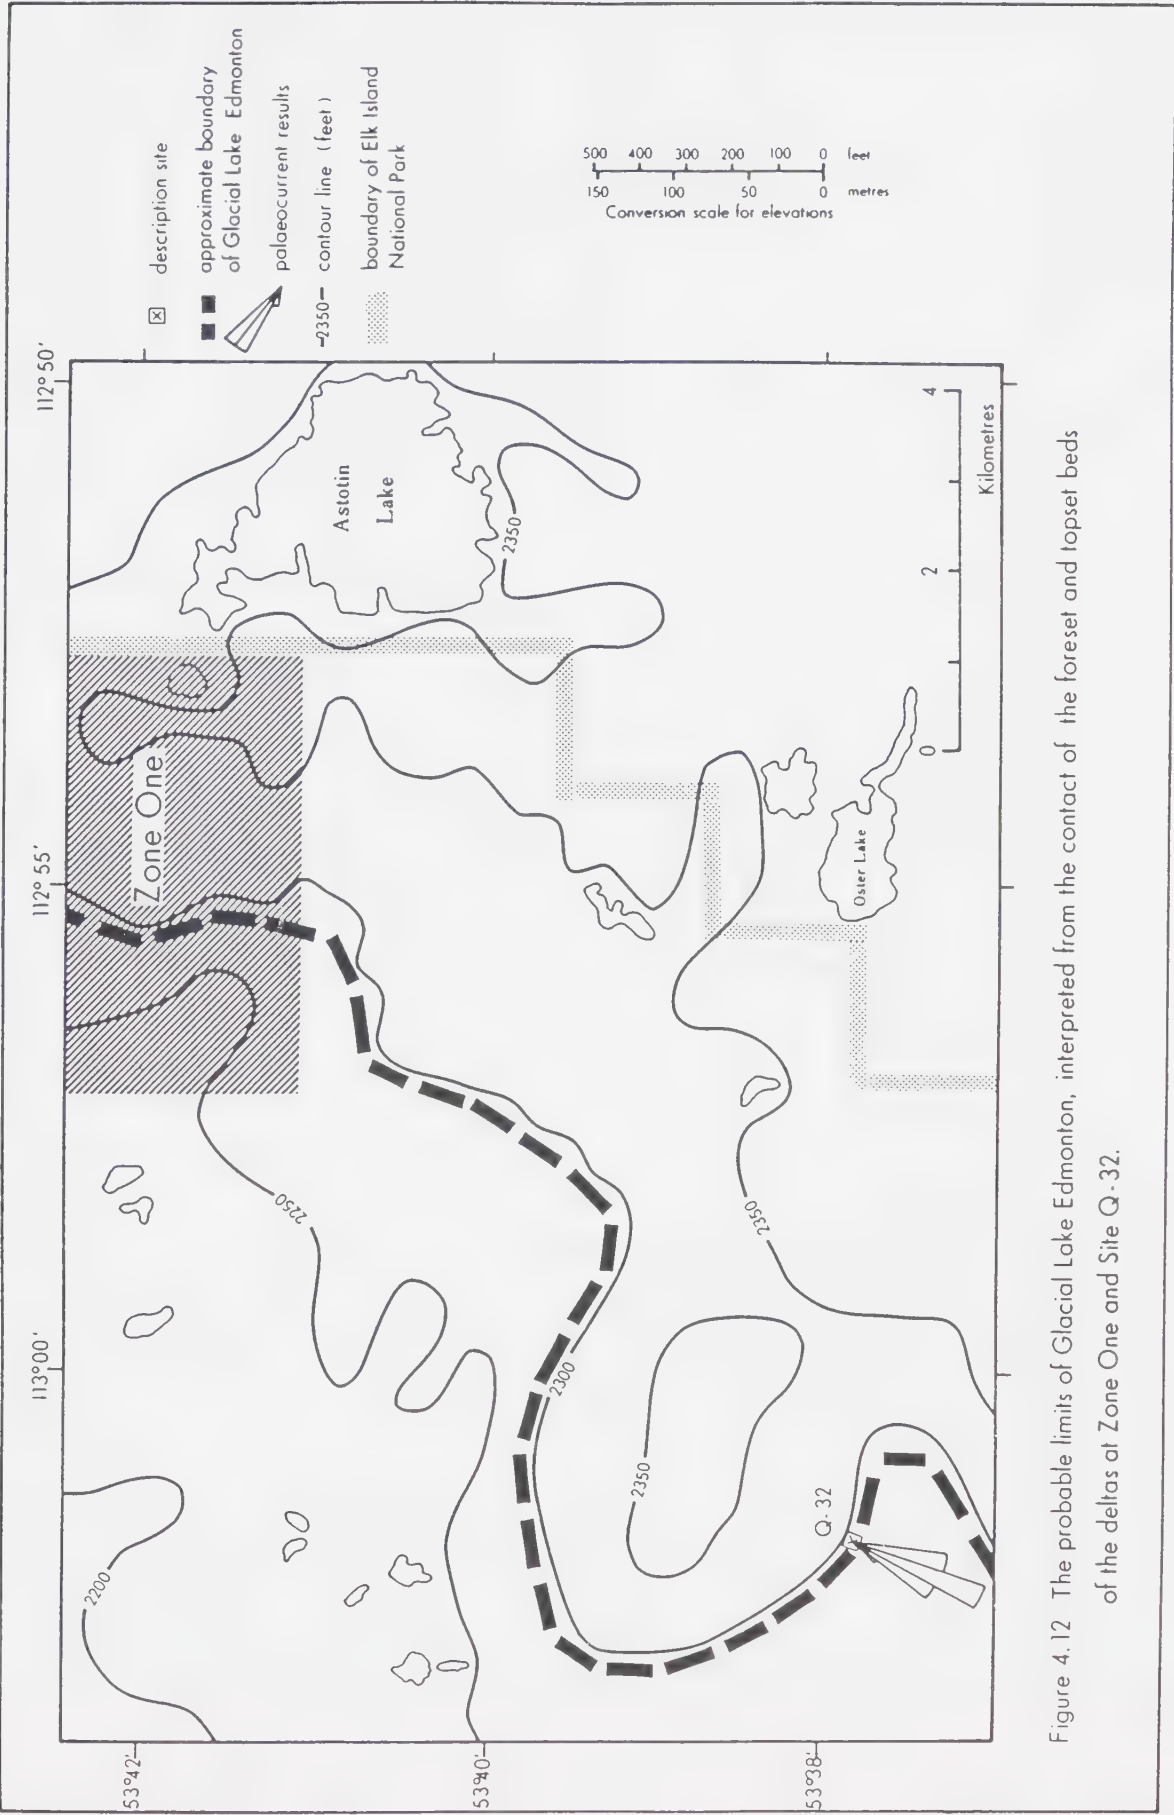 112° 50'
112° 55'
113°00'
53°42'
53°40'
53°38'
Zone One
Astotin
Lake
2350
2250
2200
2300
2350
2350
Q-32
Oster Lake
0
2
4
Kilometres
description site
approximate boundary
of Glacial Lake Edmonton
palaeocurrent results
-2350- contour line (feet)
boundary of Elk Island
National Park
500 400 300 200 100 0 feet
150 100 50 0 metres
Conversion scale for elevations
Figure 4.12 The probable limits of Glacial Lake Edmonton, interpreted from the contact of the foreset and topset beds
of the deltas at Zone One and Site Q-32.